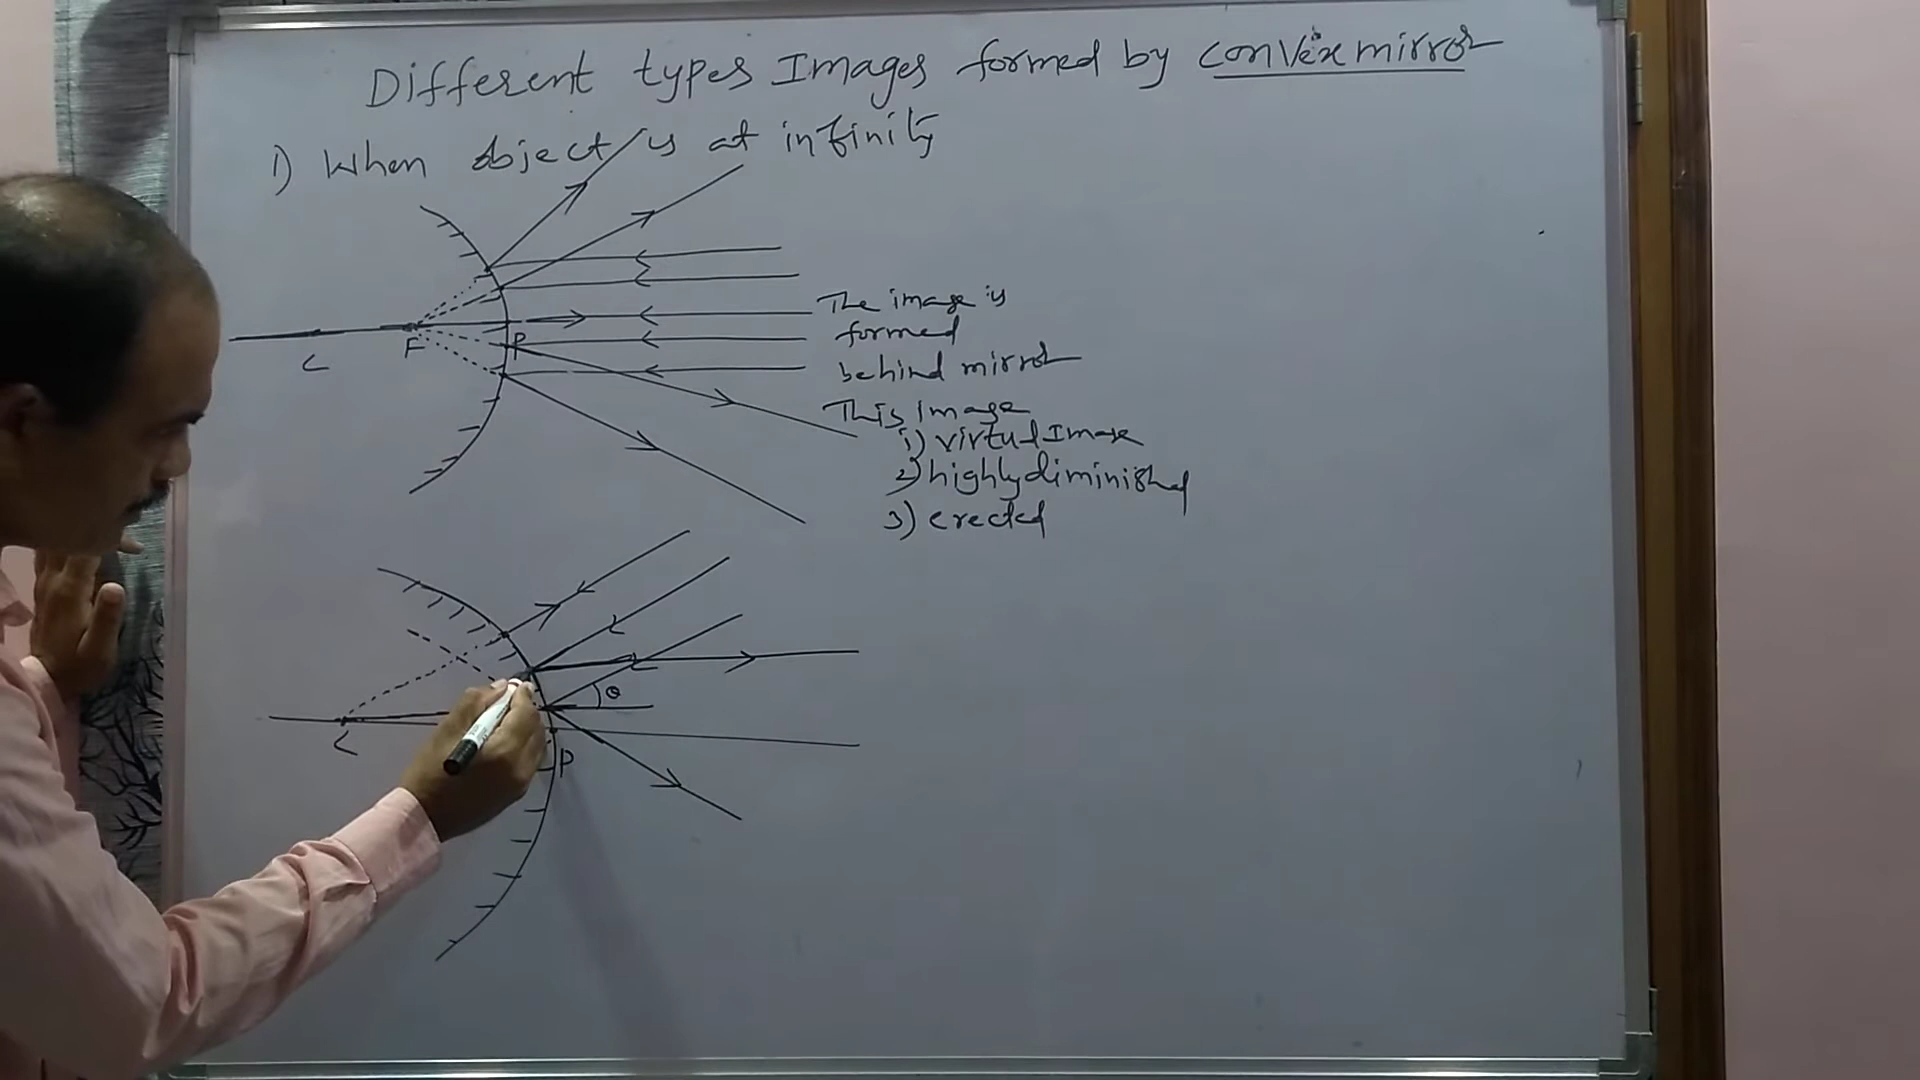 Different types Images formed by convex mirror
1) When object is at infinity
The image is
formed
behind mirror
C
F
P
This image
1) virtual Image
2) highly diminished
3) erected
θ
C
P